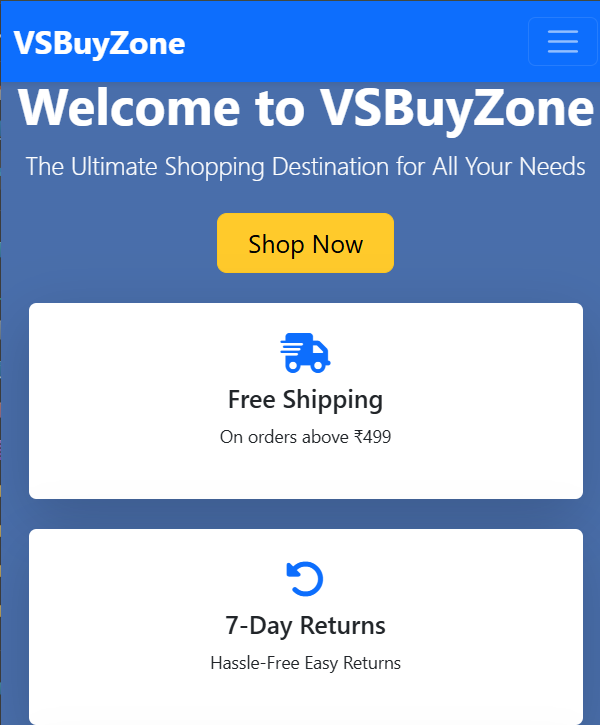 VSBuyZone
Welcome to VSBuyZone
The Ultimate Shopping Destination for All Your Needs
Shop Now
Free Shipping
On orders above ₹499
7-Day Returns
Hassle-Free Easy Returns